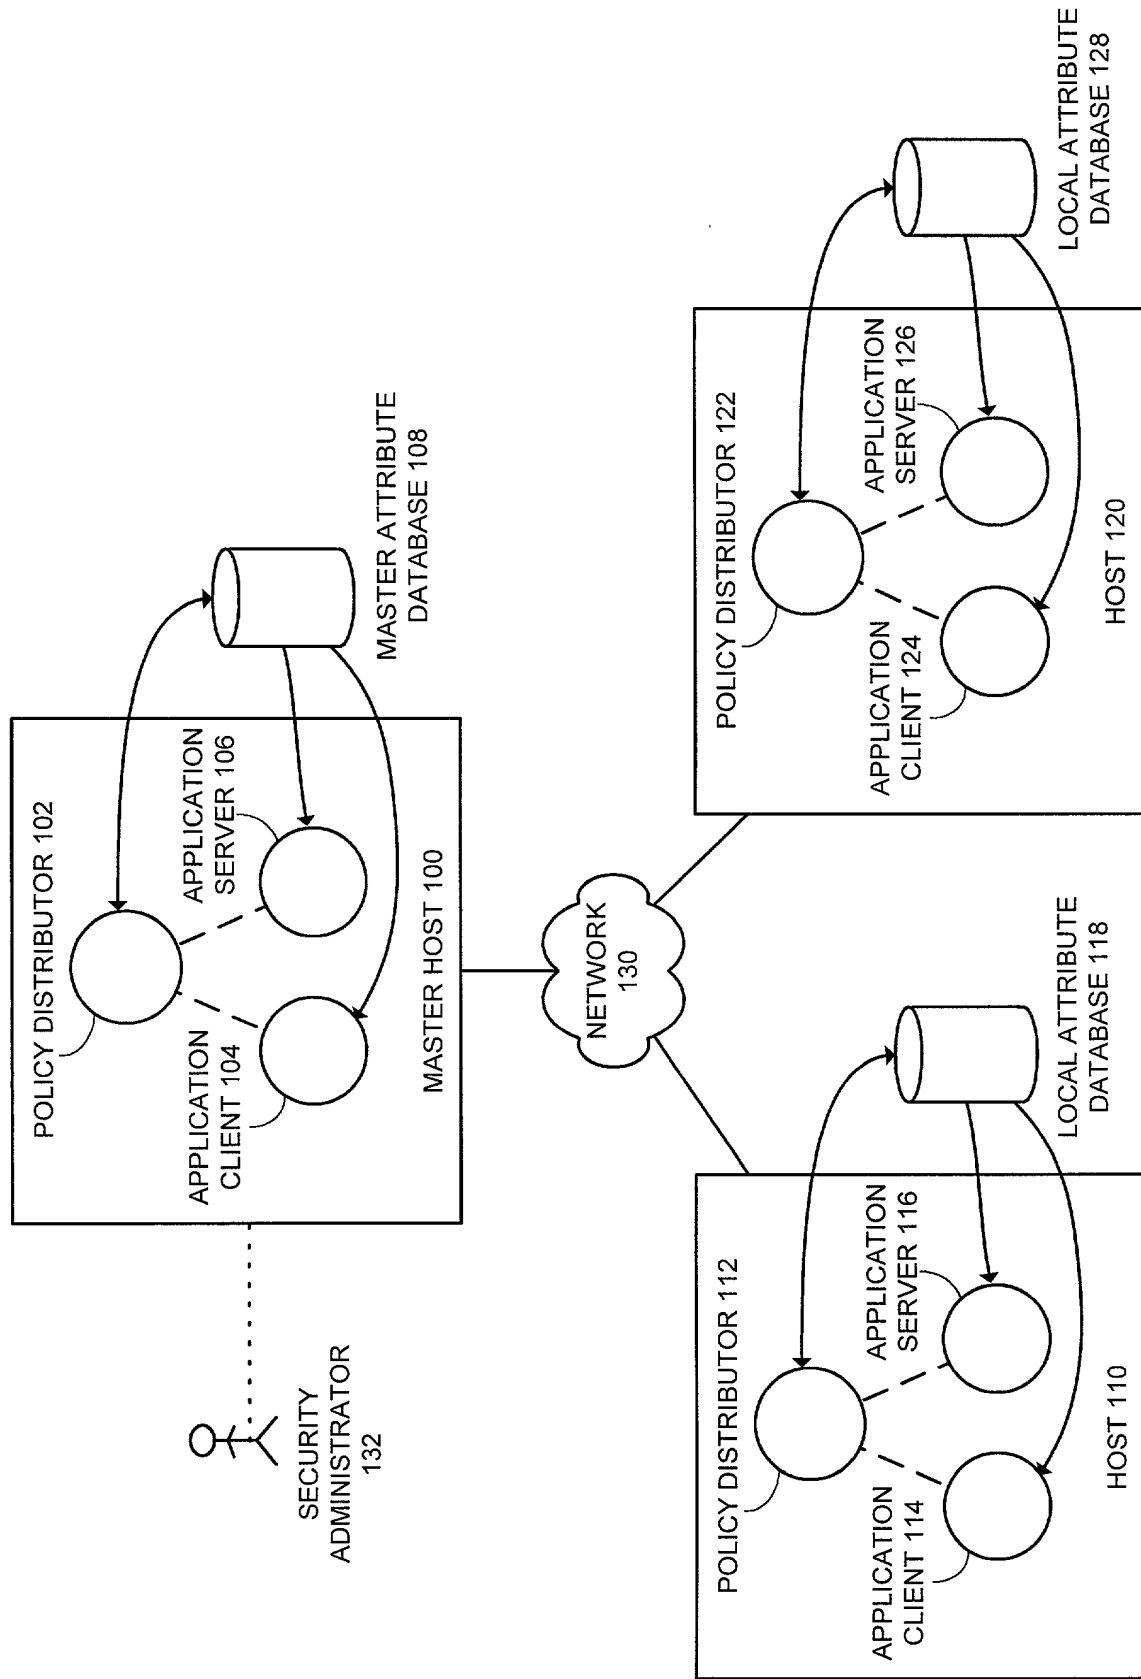 SECURITY
ADMINISTRATOR
132
POLICY DISTRIBUTOR 102
APPLICATION
CLIENT 104
APPLICATION
SERVER 106
MASTER HOST 100
MASTER ATTRIBUTE
DATABASE 108
NETWORK
130
POLICY DISTRIBUTOR 112
APPLICATION
CLIENT 114
APPLICATION
SERVER 116
HOST 110
LOCAL ATTRIBUTE
DATABASE 118
POLICY DISTRIBUTOR 122
APPLICATION
CLIENT 124
APPLICATION
SERVER 126
HOST 120
LOCAL ATTRIBUTE
DATABASE 128